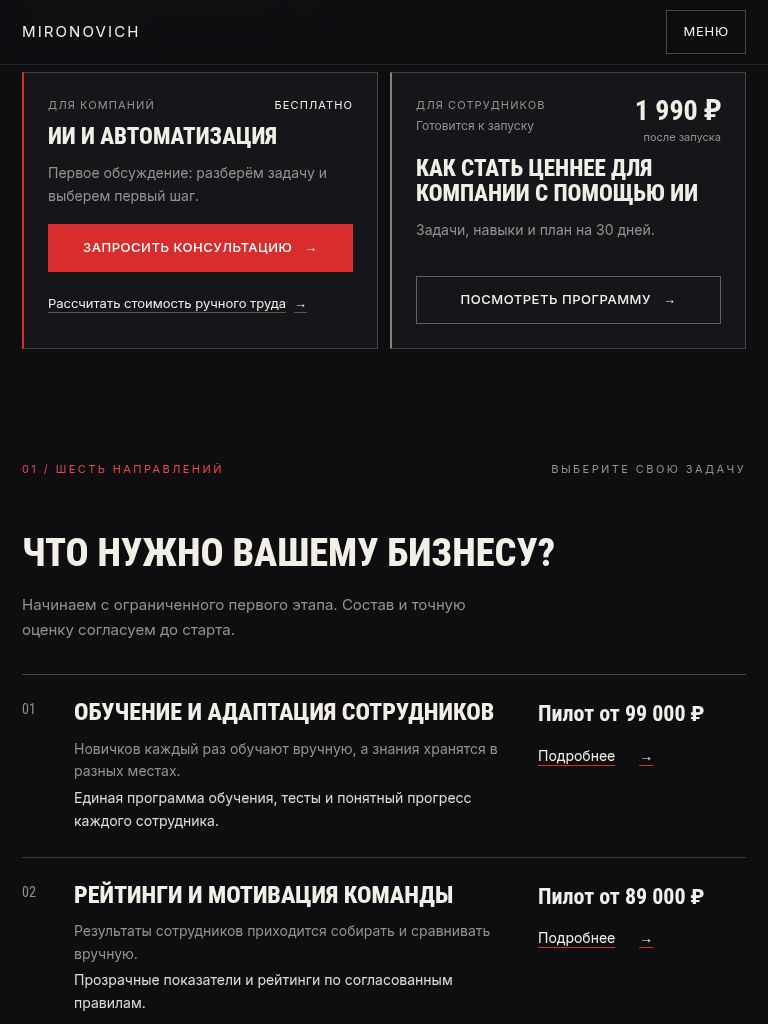 MIRONOVICH
МЕНЮ
ДЛЯ КОМПАНИЙ
БЕСПЛАТНО
ИИ И АВТОМАТИЗАЦИЯ
Первое обсуждение: разберём задачу и
выберем первый шаг.
ЗАПРОСИТЬ КОНСУЛЬТАЦИЮ →
Рассчитать стоимость ручного труда →
ДЛЯ СОТРУДНИКОВ
Готовится к запуску
1 990 ₽
после запуска
КАК СТАТЬ ЦЕННЕЕ ДЛЯ
КОМПАНИИ С ПОМОЩЬЮ ИИ
Задачи, навыки и план на 30 дней.
ПОСМОТРЕТЬ ПРОГРАММУ →
01 / ШЕСТЬ НАПРАВЛЕНИЙ
ВЫБЕРИТЕ СВОЮ ЗАДАЧУ
ЧТО НУЖНО ВАШЕМУ БИЗНЕСУ?
Начинаем с ограниченного первого этапа. Состав и точную
оценку согласуем до старта.
01
ОБУЧЕНИЕ И АДАПТАЦИЯ СОТРУДНИКОВ
Новичков каждый раз обучают вручную, а знания хранятся в
разных местах.
Единая программа обучения, тесты и понятный прогресс
каждого сотрудника.
Пилот от 99 000 ₽
Подробнее →
02
РЕЙТИНГИ И МОТИВАЦИЯ КОМАНДЫ
Результаты сотрудников приходится собирать и сравнивать
вручную.
Прозрачные показатели и рейтинги по согласованным
правилам.
Пилот от 89 000 ₽
Подробнее →